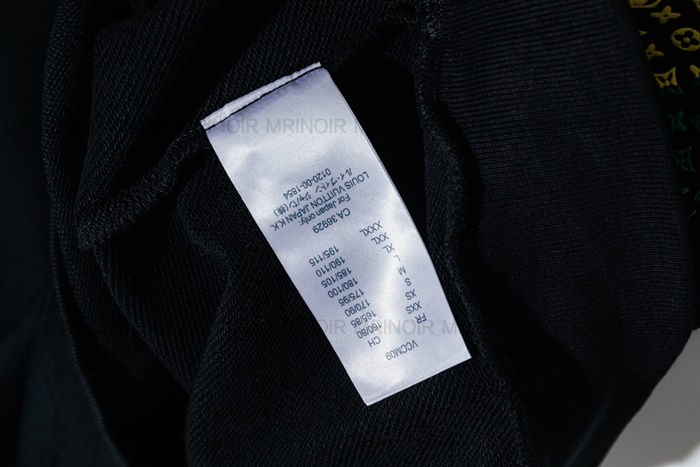 VCCM09
FR CH
XXS 160/80
XS 165/85
S 170/90
M 175/95
L 180/100
XL 185/105
XXL 190/110
XXXL 195/115
CA 36929
For Japan only:
LOUIS VUITTON JAPAN K.K.
ルイ・ヴィトン ジャパン(株)
0120-00-1854
MRINOIR
MRINOIR